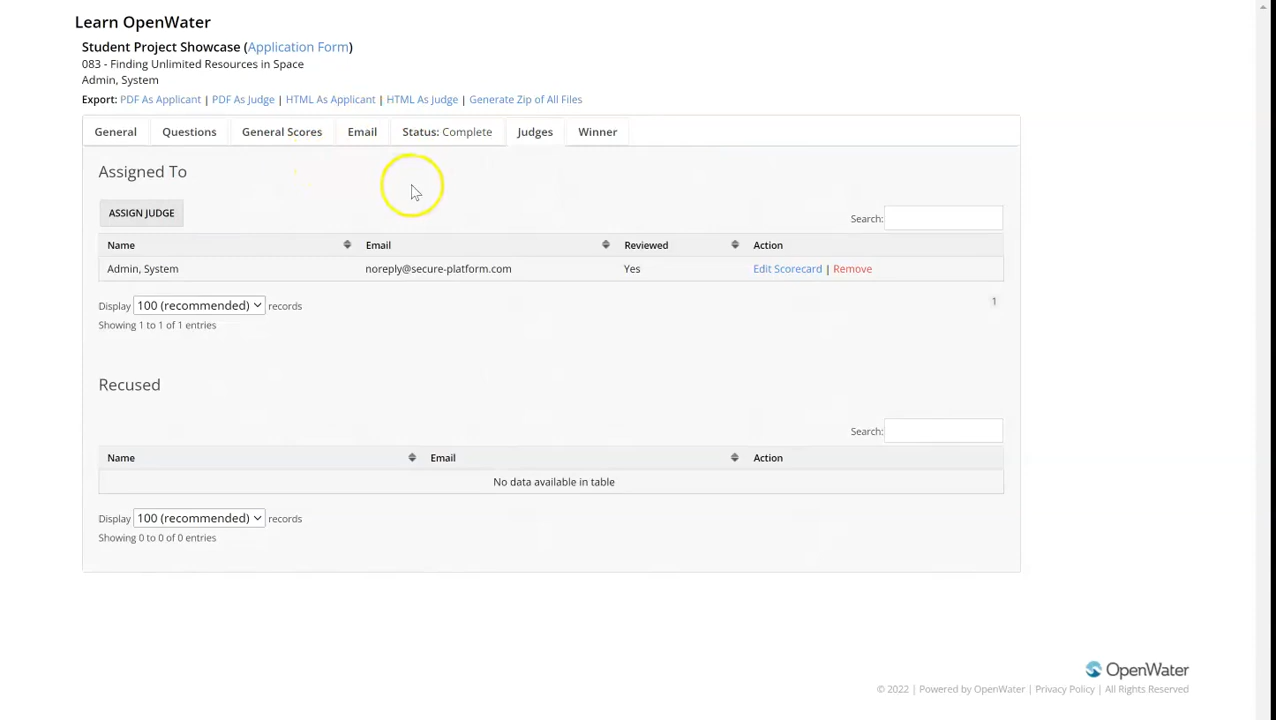 Learn OpenWater
Student Project Showcase (Application Form)
083 - Finding Unlimited Resources in Space
Admin, System
Export: PDF As Applicant | PDF As Judge | HTML As Applicant | HTML As Judge | Generate Zip of All Files
General Questions General Scores Email Status: Complete Judges Winner
Assigned To
ASSIGN JUDGE
Search:
Name Email Reviewed Action
Admin, System noreply@secure-platform.com Yes Edit Scorecard | Remove
Display 100 (recommended) records 1
Showing 1 to 1 of 1 entries
Recused
Search:
Name Email Action
No data available in table
Display 100 (recommended) records
Showing 0 to 0 of 0 entries
OpenWater
© 2022 | Powered by OpenWater | Privacy Policy | All Rights Reserved